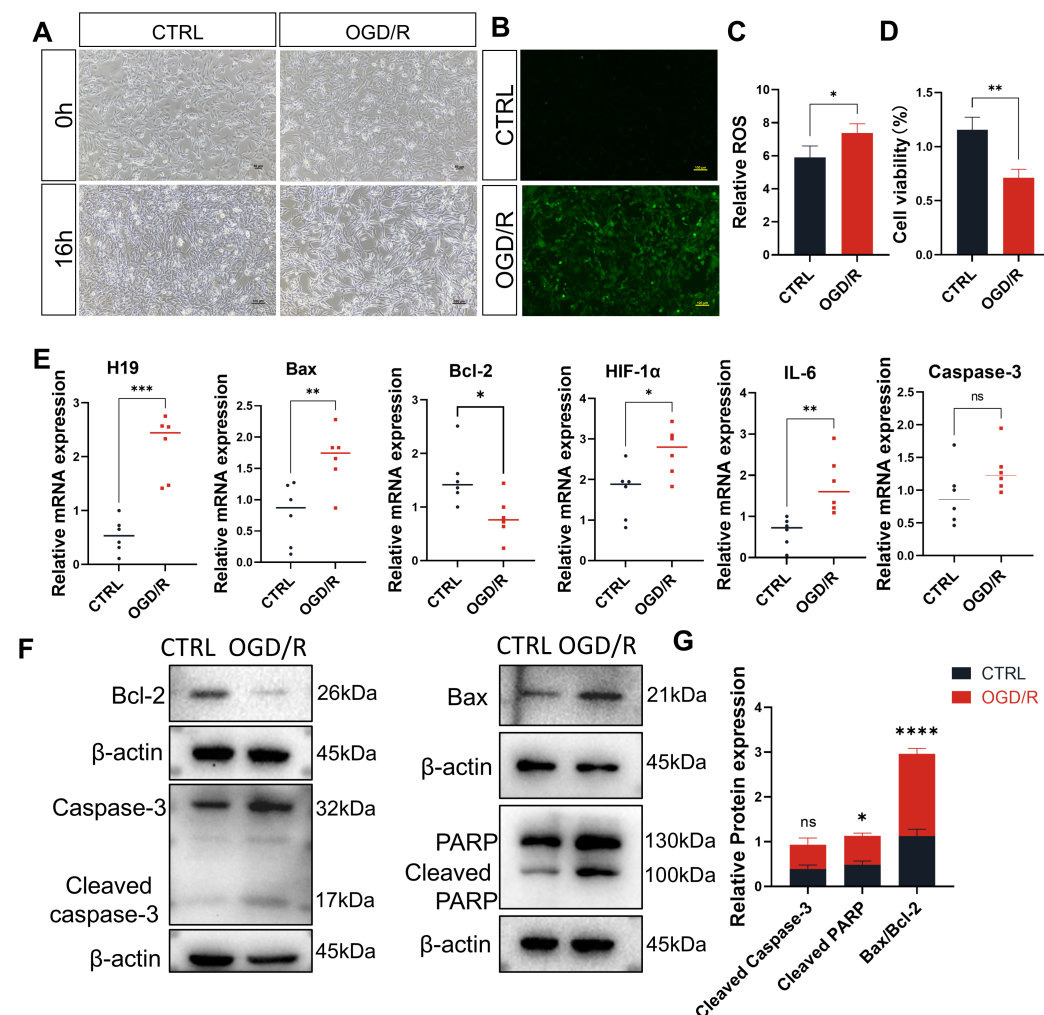 A
CTRL
OGD/R
0h
16h
B
CTRL
OGD/R
C
Relative ROS
10
8
6
4
2
0
*
CTRL
OGD/R
D
Cell viability(%)
1.5
1.0
0.5
0.0
**
CTRL
OGD/R
E
H19
Relative mRNA expression
3
2
1
0
***
CTRL
OGD/R
Bax
Relative mRNA expression
2.5
2.0
1.5
1.0
0.5
0.0
**
CTRL
OGD/R
Bcl-2
Relative mRNA expression
3
2
1
0
*
CTRL
OGD/R
HIF-1α
Relative mRNA expression
4
3
2
1
0
*
CTRL
OGD/R
IL-6
Relative mRNA expression
4
3
2
1
0
**
CTRL
OGD/R
Caspase-3
Relative mRNA expression
2.5
2.0
1.5
1.0
0.5
0.0
ns
CTRL
OGD/R
F
CTRL OGD/R
Bcl-2 26kDa
β-actin 45kDa
Caspase-3 32kDa
Cleaved
caspase-3 17kDa
β-actin 45kDa
CTRL OGD/R
Bax 21kDa
β-actin 45kDa
PARP 130kDa
Cleaved 100kDa
PARP
β-actin 45kDa
G
CTRL
OGD/R
Relative Protein expression
4
3
2
1
0
ns
*
****
Cleaved Caspase-3
Cleaved PARP
Bax/Bcl-2